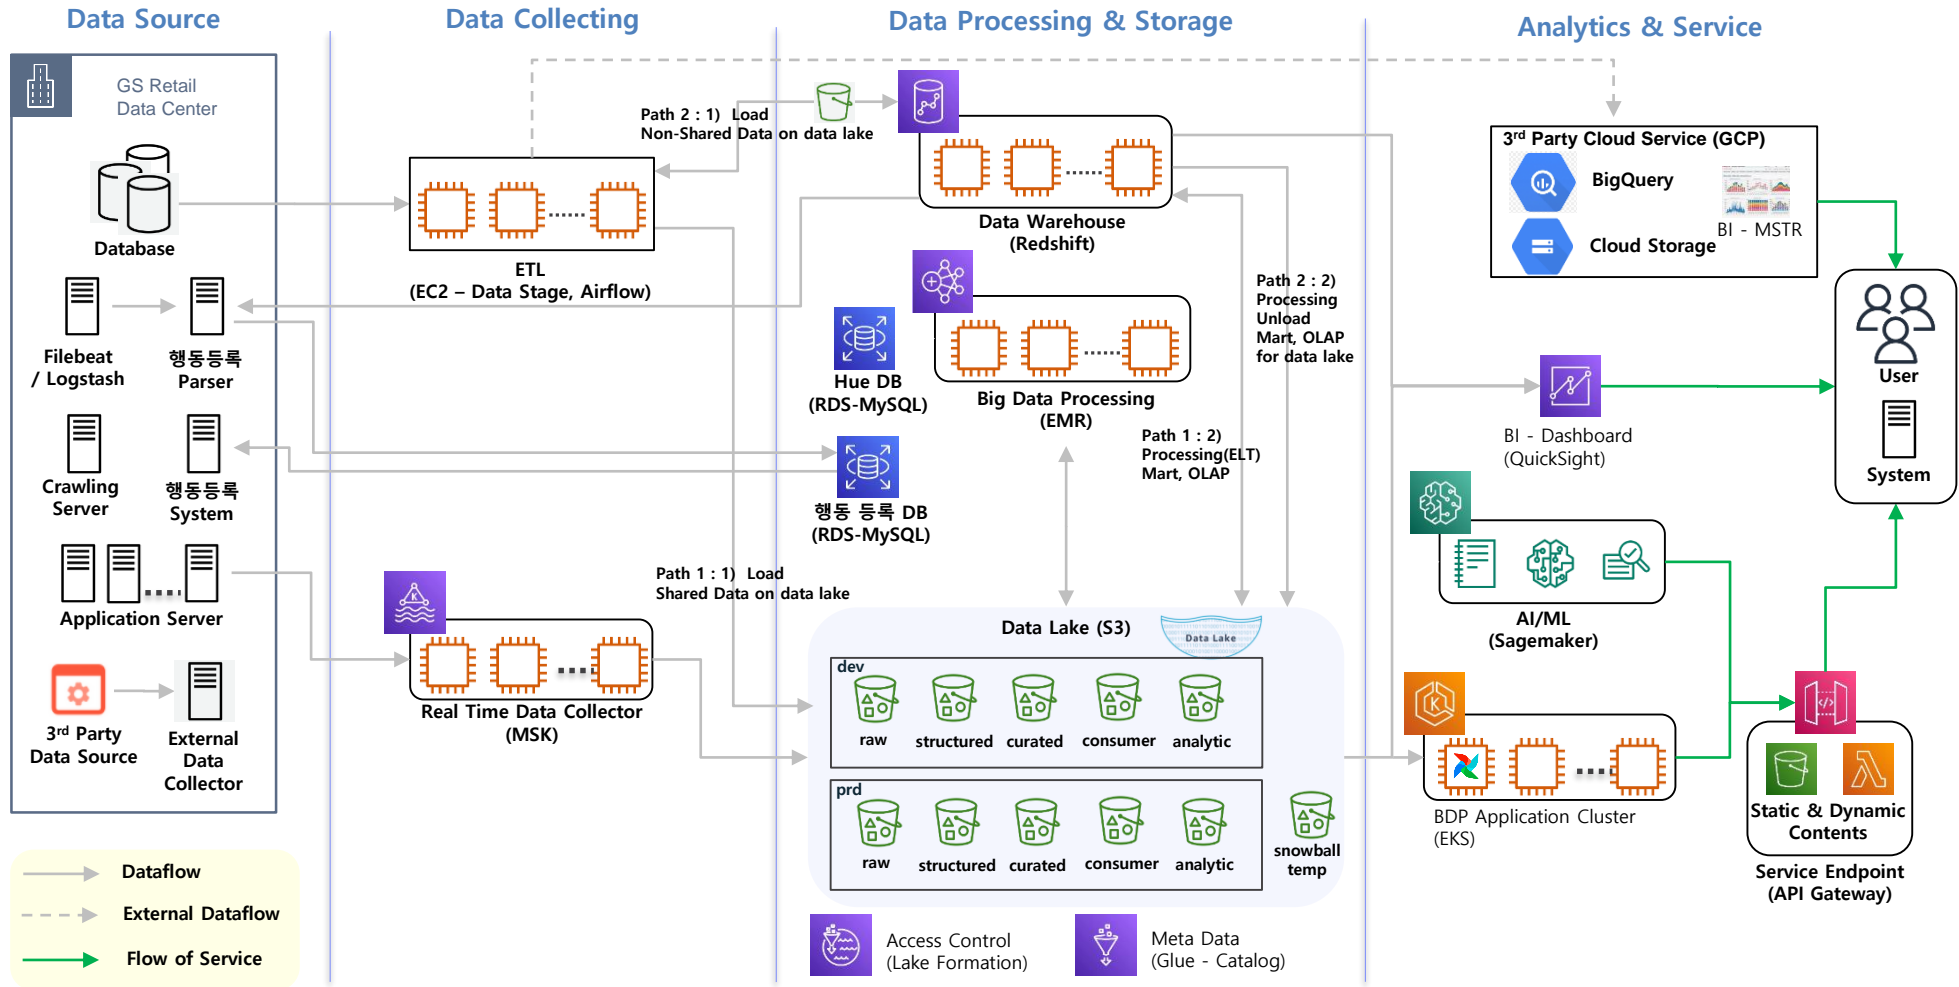 Data Source
Data Collecting
Data Processing & Storage
Analytics & Service
GS Retail
Data Center
Database
Filebeat
/ Logstash
행동등록
Parser
Crawling
Server
행동등록
System
Application Server
3rd Party
Data Source
External
Data
Collector
Dataflow
External Dataflow
Flow of Service
ETL
(EC2 – Data Stage, Airflow)
Real Time Data Collector
(MSK)
Path 2 : 1) Load
Non-Shared Data on data lake
Path 1 : 1) Load
Shared Data on data lake
Data Warehouse
(Redshift)
Hue DB
(RDS-MySQL)
Big Data Processing
(EMR)
행동 등록 DB
(RDS-MySQL)
Path 2 : 2)
Processing
Unload
Mart, OLAP
for data lake
Path 1 : 2)
Processing(ELT)
Mart, OLAP
Data Lake (S3)
Data Lake
dev
raw
structured
curated
consumer
analytic
prd
raw
structured
curated
consumer
analytic
snowball
temp
Access Control
(Lake Formation)
Meta Data
(Glue - Catalog)
3rd Party Cloud Service (GCP)
BigQuery
Cloud Storage
BI - MSTR
User
System
BI - Dashboard
(QuickSight)
AI/ML
(Sagemaker)
K
K
BDP Application Cluster
(EKS)
Static & Dynamic
Contents
Service Endpoint
(API Gateway)